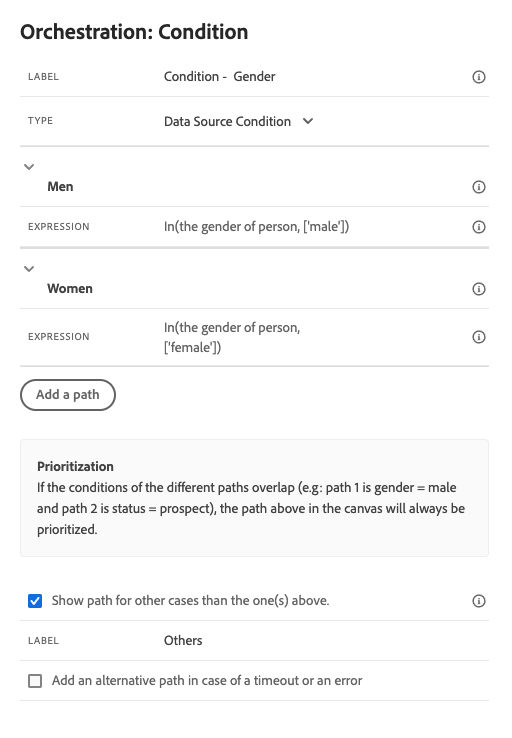 Orchestration: Condition
LABEL Condition - Gender
TYPE Data Source Condition
Men
EXPRESSION In(the gender of person, ['male'])
Women
EXPRESSION In(the gender of person,
['female'])
Add a path
Prioritization
If the conditions of the different paths overlap (e.g: path 1 is gender = male
and path 2 is status = prospect), the path above in the canvas will always be
prioritized.
Show path for other cases than the one(s) above.
LABEL Others
Add an alternative path in case of a timeout or an error